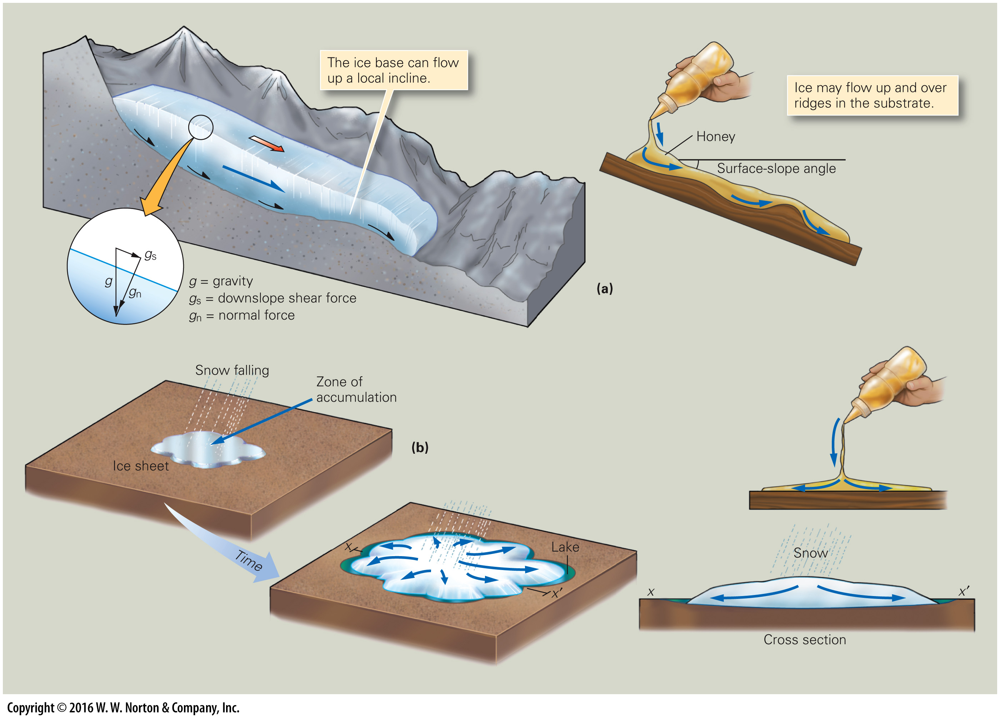 The ice base can flow
up a local incline.
Ice may flow up and over
ridges in the substrate.
Honey
Surface-slope angle
gs
g
gn
g = gravity
gs = downslope shear force
gn = normal force
(a)
Snow falling
Zone of
accumulation
Ice sheet
(b)
Time
x
Lake
x′
Snow
x
x′
Cross section
Copyright © 2016 W. W. Norton & Company, Inc.